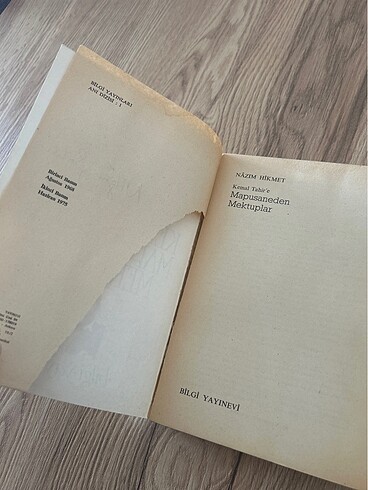 BİLGİ YAYINLARI
ANI DİZİSİ : 1
Birinci Basım
Ağustos 1968
İkinci Basım
Haziran 1975
NÂZIM HİKMET
Kemal Tahir'e
Mapusaneden
Mektuplar
BİLGİ YAYINEVİ